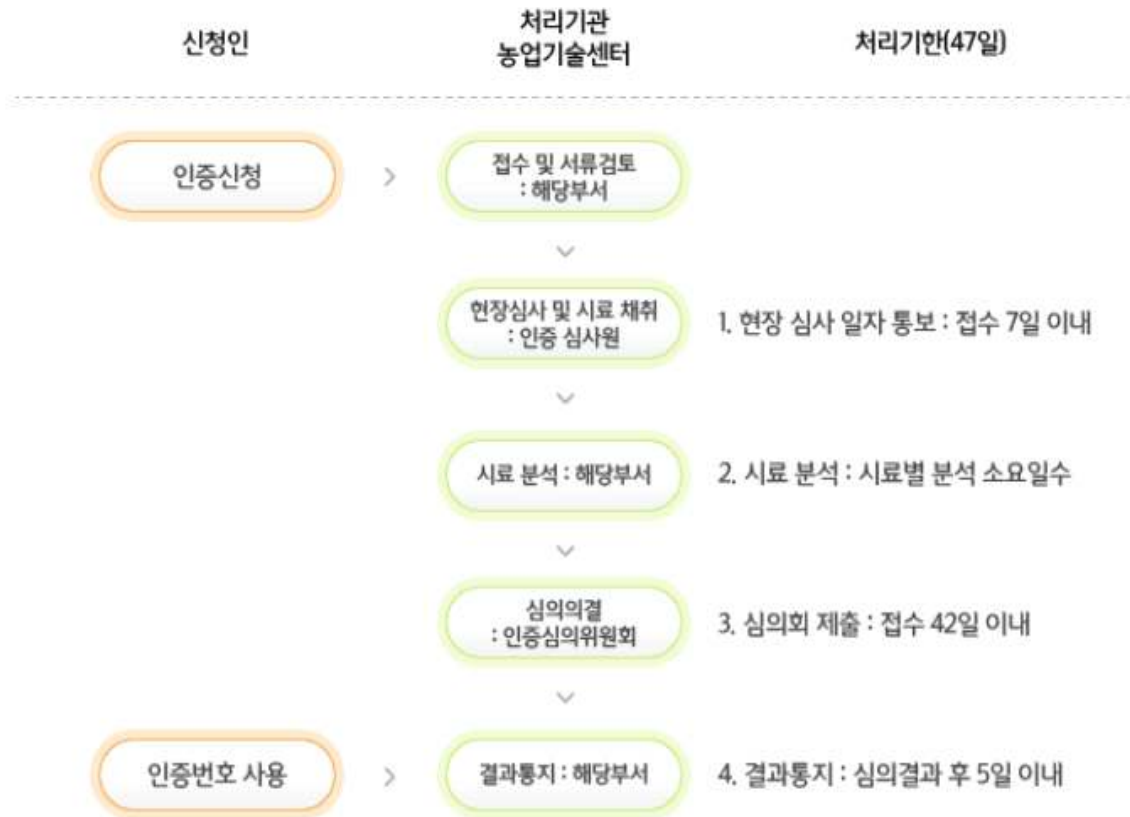 신청인
처리기관
농업기술센터
처리기한(47일)
인증신청
>
접수 및 서류검토
: 해당부서
현장심사 및 시료 채취
: 인증 심사원
1. 현장 심사 일자 통보 : 접수 7일 이내
시료 분석 : 해당부서
2. 시료 분석 : 시료별 분석 소요일수
심의의결
: 인증심의위원회
3. 심의회 제출 : 접수 42일 이내
인증번호 사용
>
결과통지 : 해당부서
4. 결과통지 : 심의결과 후 5일 이내